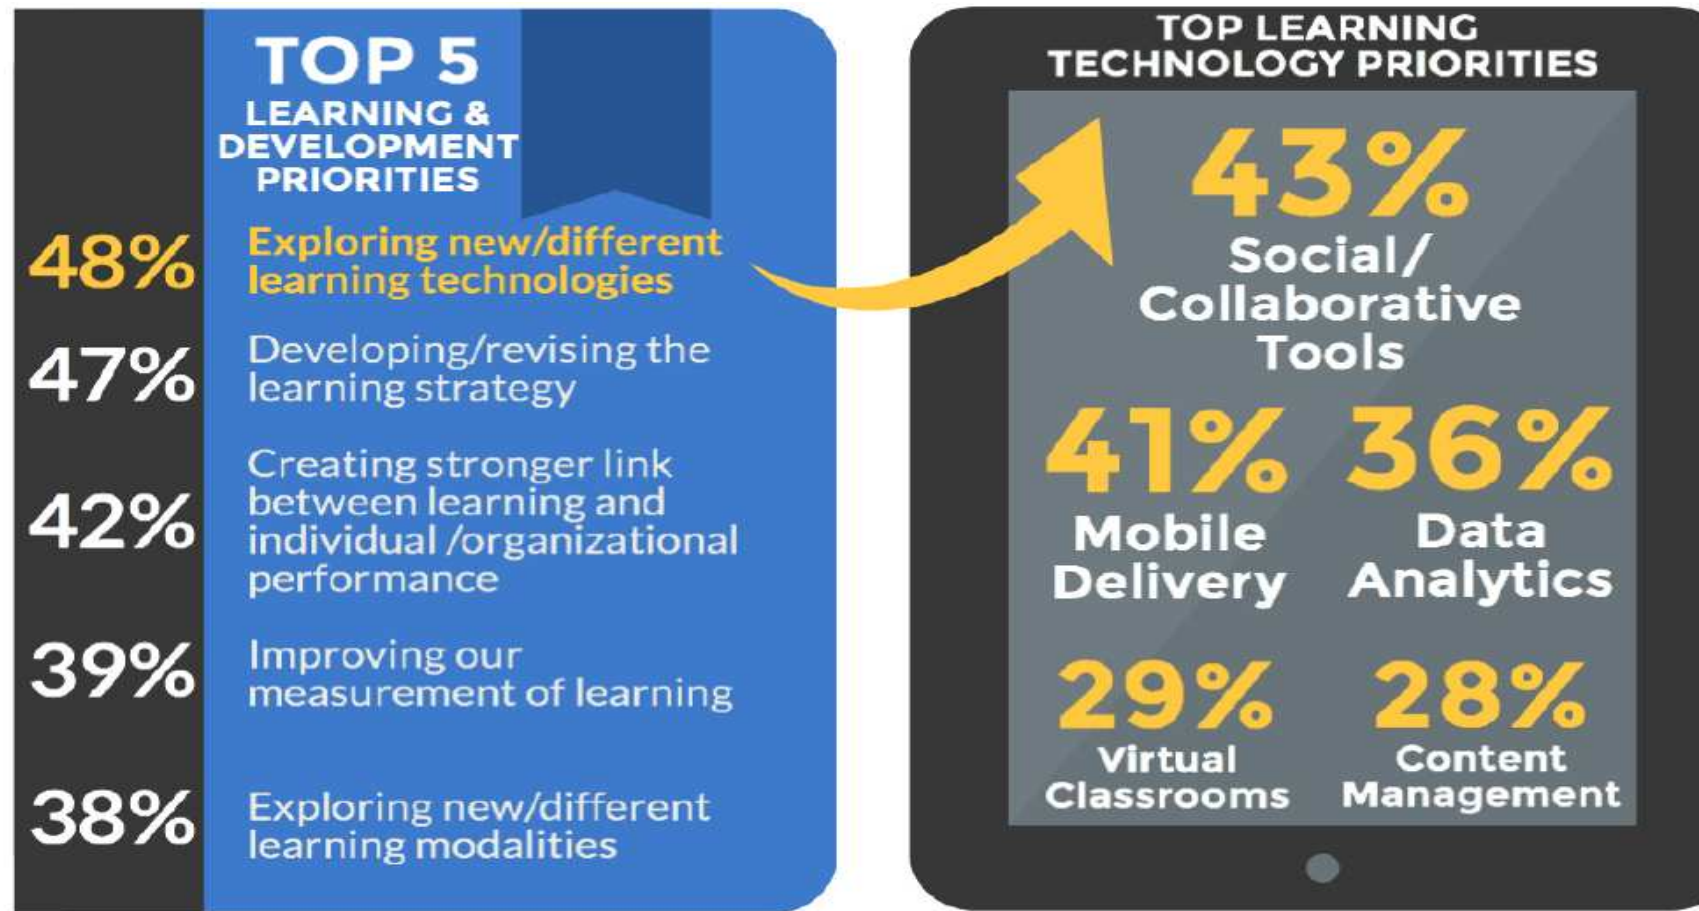 TOP 5
LEARNING &
DEVELOPMENT
PRIORITIES
48%
Exploring new/different
learning technologies
47%
Developing/revising the
learning strategy
42%
Creating stronger link
between learning and
individual /organizational
performance
39%
Improving our
measurement of learning
38%
Exploring new/different
learning modalities
TOP LEARNING
TECHNOLOGY PRIORITIES
43%
Social/
Collaborative
Tools
41%
Mobile
Delivery
36%
Data
Analytics
29%
Virtual
Classrooms
28%
Content
Management